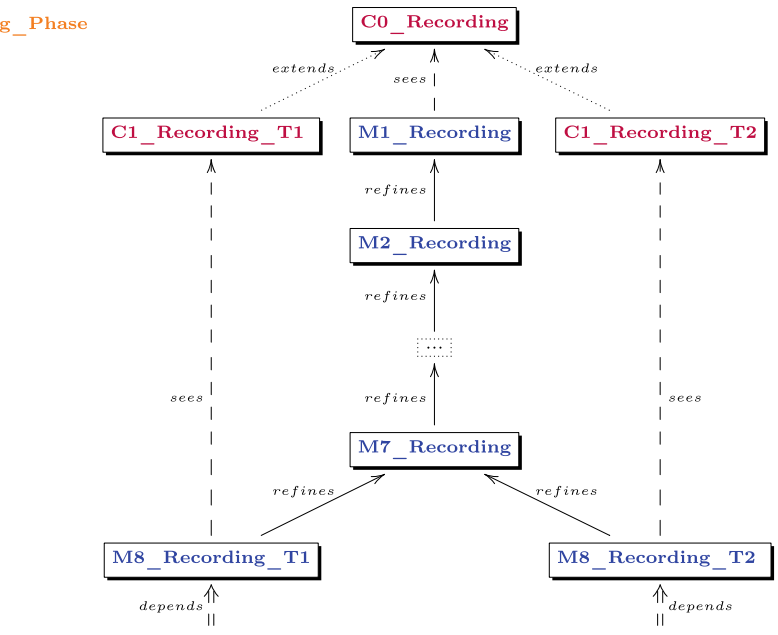 g_Phase
C0_Recording
extends
sees
extends
C1_Recording_T1
M1_Recording
C1_Recording_T2
refines
M2_Recording
refines
...
sees
refines
sees
M7_Recording
refines
refines
M8_Recording_T1
M8_Recording_T2
depends
depends